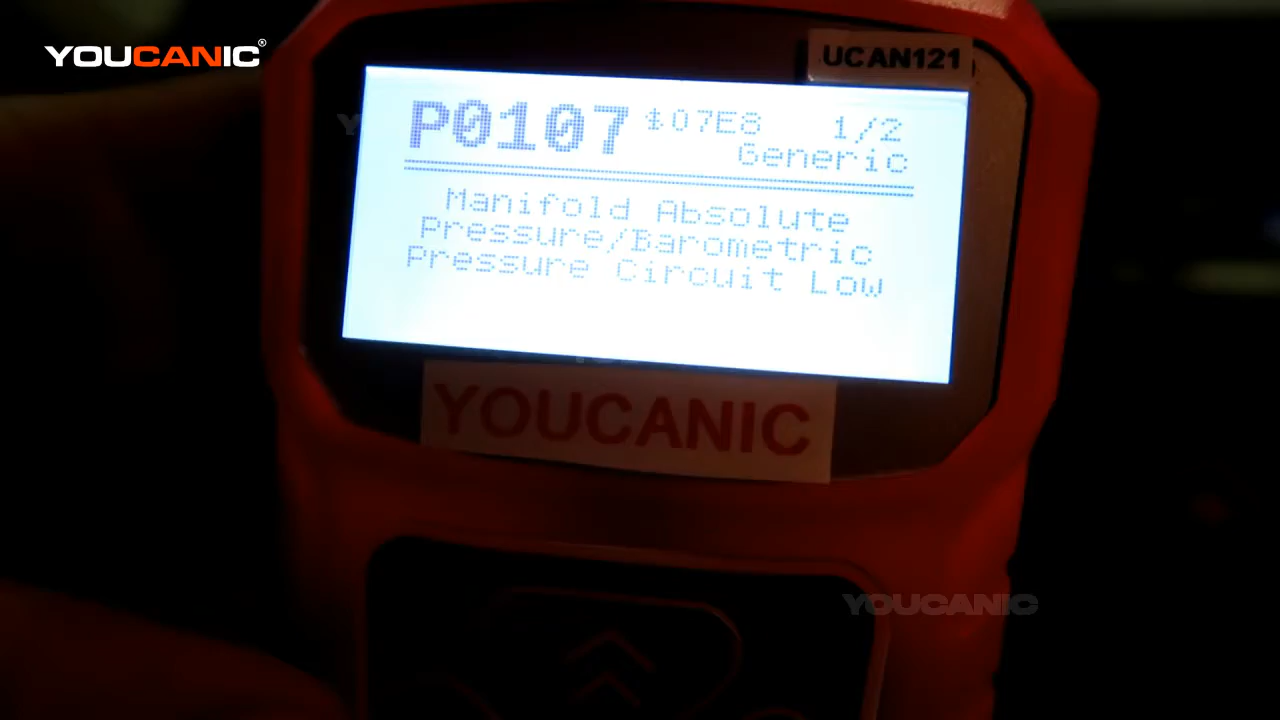 YOUCANIC®
UCAN121
P0107 $07E8 1/2
Generic
Manifold Absolute
Pressure/Barometric
Pressure Circuit Low
YOUCANIC
YOUCANIC